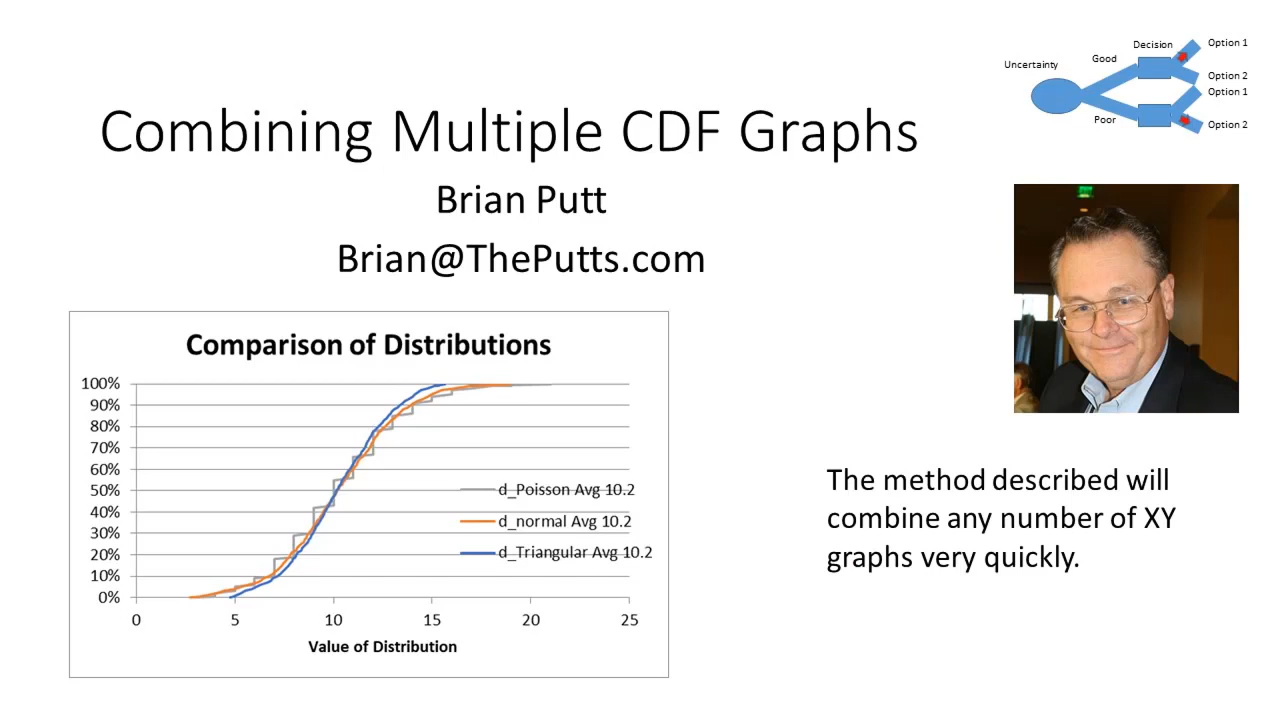 Combining Multiple CDF Graphs
Brian Putt
Brian@ThePutts.com
Uncertainty
Good
Poor
Decision
Option 1
Option 2
Option 1
Option 2
Comparison of Distributions
100%
90%
80%
70%
60%
50%
40%
30%
20%
10%
0%
d_Poisson Avg 10.2
d_normal Avg 10.2
d_Triangular Avg 10.2
0 5 10 15 20 25
Value of Distribution
The method described will
combine any number of XY
graphs very quickly.